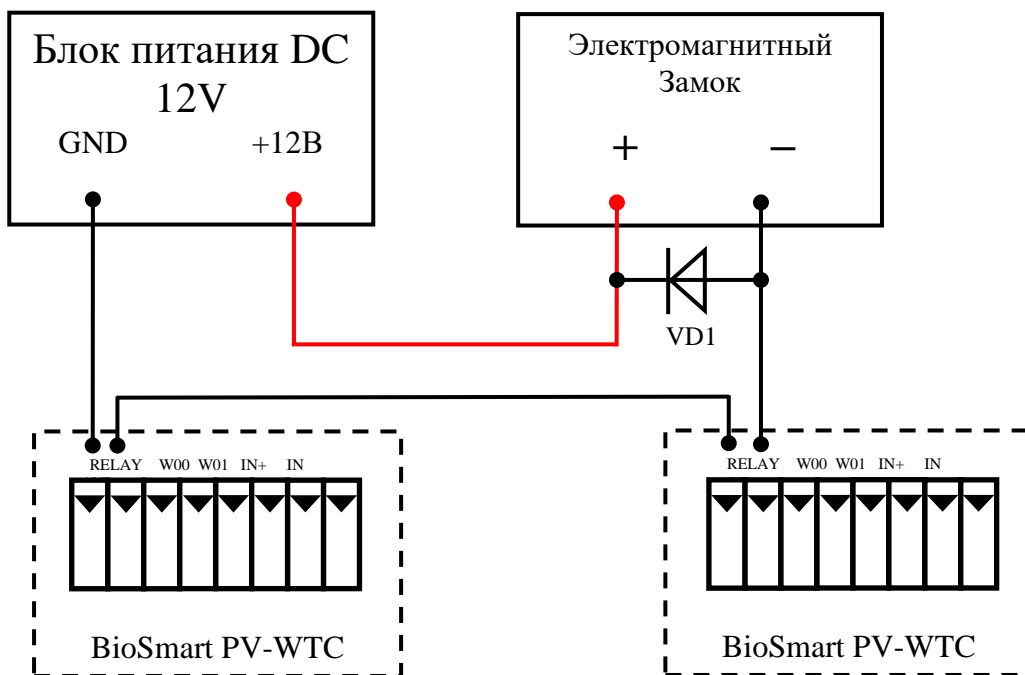 Блок питания DC
12V
GND +12В
Электромагнитный
Замок
+ −
VD1
RELAY W00 W01 IN+ IN
BioSmart PV-WTC
RELAY W00 W01 IN+ IN
BioSmart PV-WTC